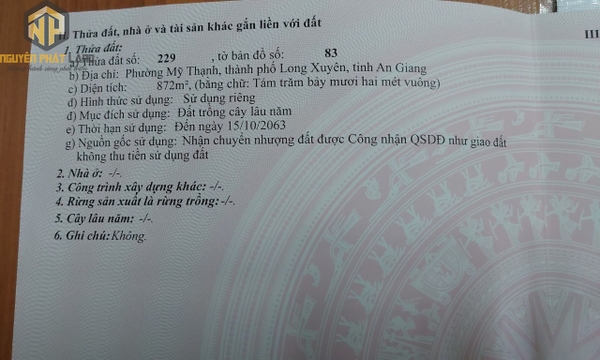 NGUYÊN PHÁT LAND
II. Thửa đất, nhà ở và tài sản khác gắn liền với đất
III
1. Thửa đất:
a) Thửa đất số: 229 , tờ bản đồ số: 83
b) Địa chỉ: Phường Mỹ Thạnh, thành phố Long Xuyên, tỉnh An Giang
c) Diện tích: 872m², (bằng chữ: Tám trăm bảy mươi hai mét vuông)
d) Hình thức sử dụng: Sử dụng riêng
đ) Mục đích sử dụng: Đất trồng cây lâu năm
e) Thời hạn sử dụng: Đến ngày 15/10/2063
g) Nguồn gốc sử dụng: Nhận chuyển nhượng đất được Công nhận QSDĐ như giao đất
không thu tiền sử dụng đất
2. Nhà ở: -/-.
3. Công trình xây dựng khác: -/-.
4. Rừng sản xuất là rừng trồng: -/-.
5. Cây lâu năm: -/-.
6. Ghi chú: Không.